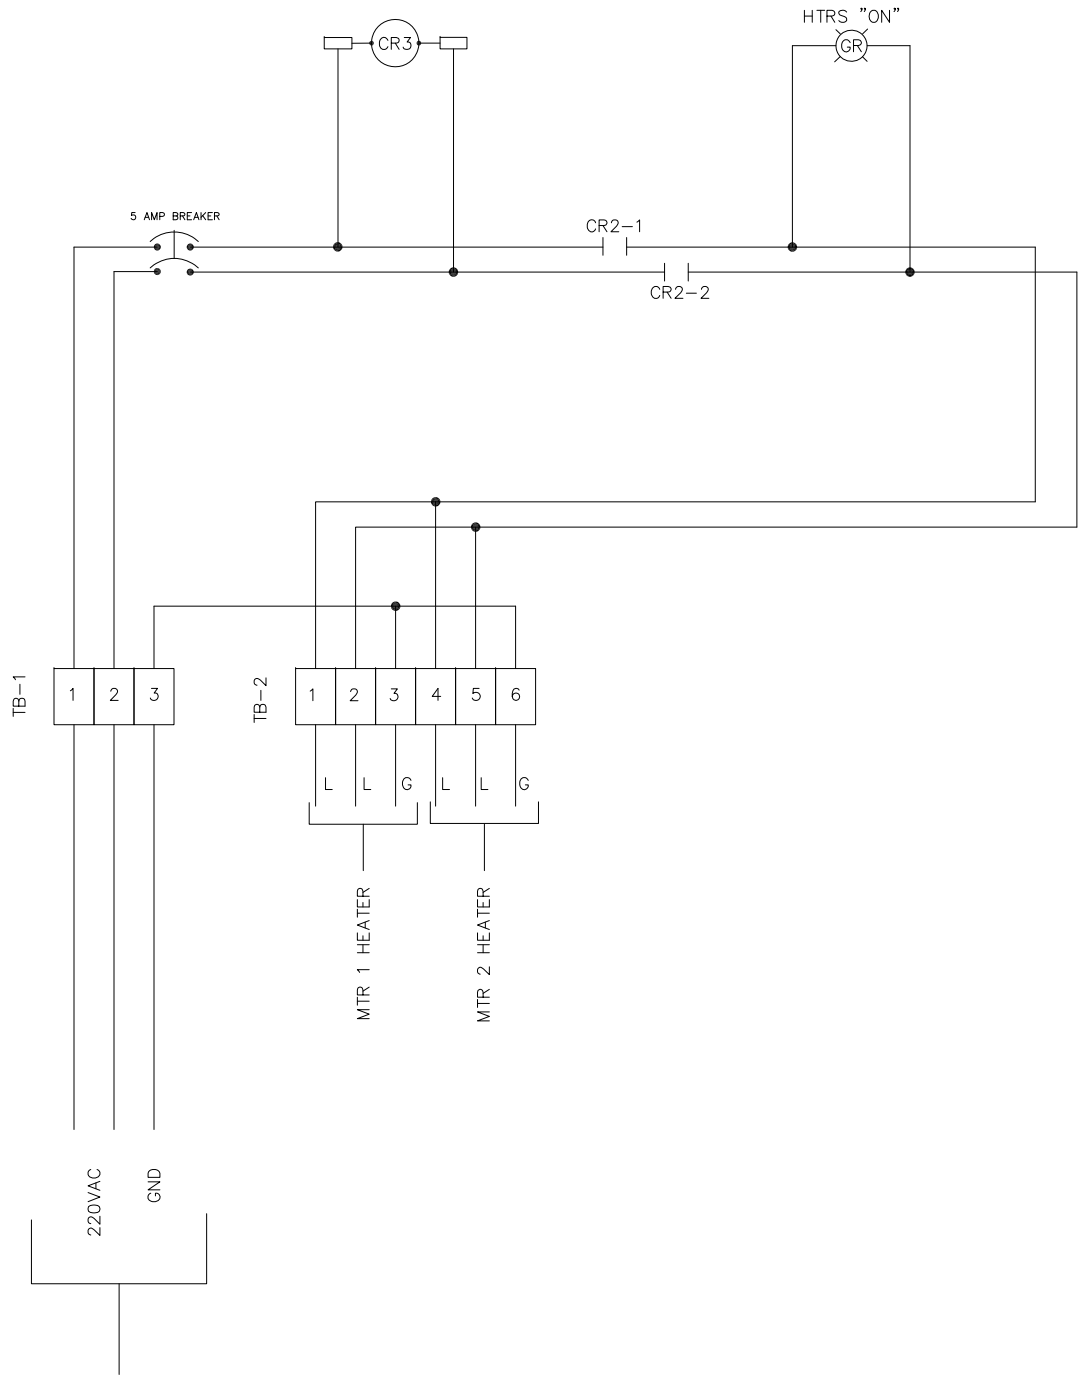 HTRS "ON"
CR3
GR
5 AMP BREAKER
CR2-1
CR2-2
TB-1
1
2
3
TB-2
1
2
3
4
5
6
L
L
G
L
L
G
MTR 1 HEATER
MTR 2 HEATER
220VAC
GND